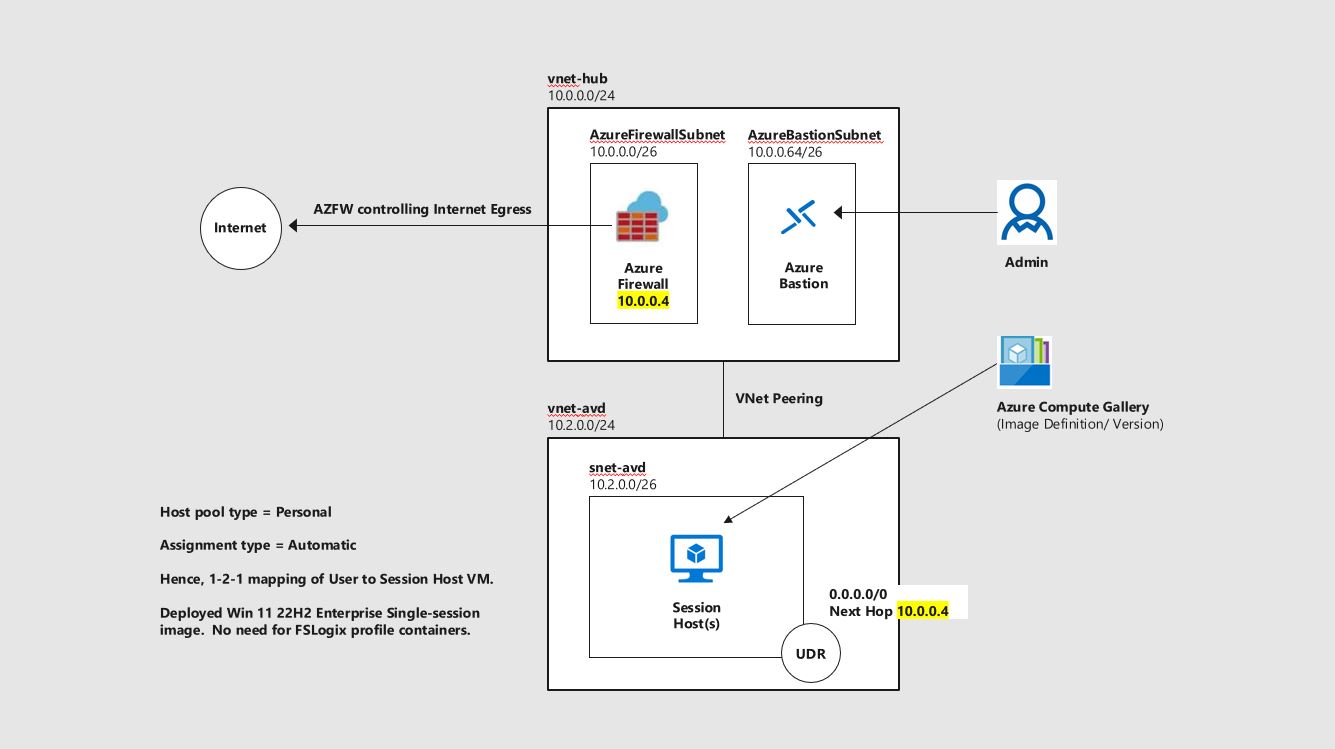 vnet-hub
10.0.0.0/24
AzureFirewallSubnet
10.0.0.0/26
AzureBastionSubnet
10.0.0.64/26
Internet
AZFW controlling Internet Egress
Azure
Firewall
10.0.0.4
Azure
Bastion
Admin
VNet Peering
Azure Compute Gallery
(Image Definition/ Version)
vnet-avd
10.2.0.0/24
snet-avd
10.2.0.0/26
Session
Host(s)
0.0.0.0/0
Next Hop 10.0.0.4
UDR
Host pool type = Personal
Assignment type = Automatic
Hence, 1-2-1 mapping of User to Session Host VM.
Deployed Win 11 22H2 Enterprise Single-session
image.  No need for FSLogix profile containers.